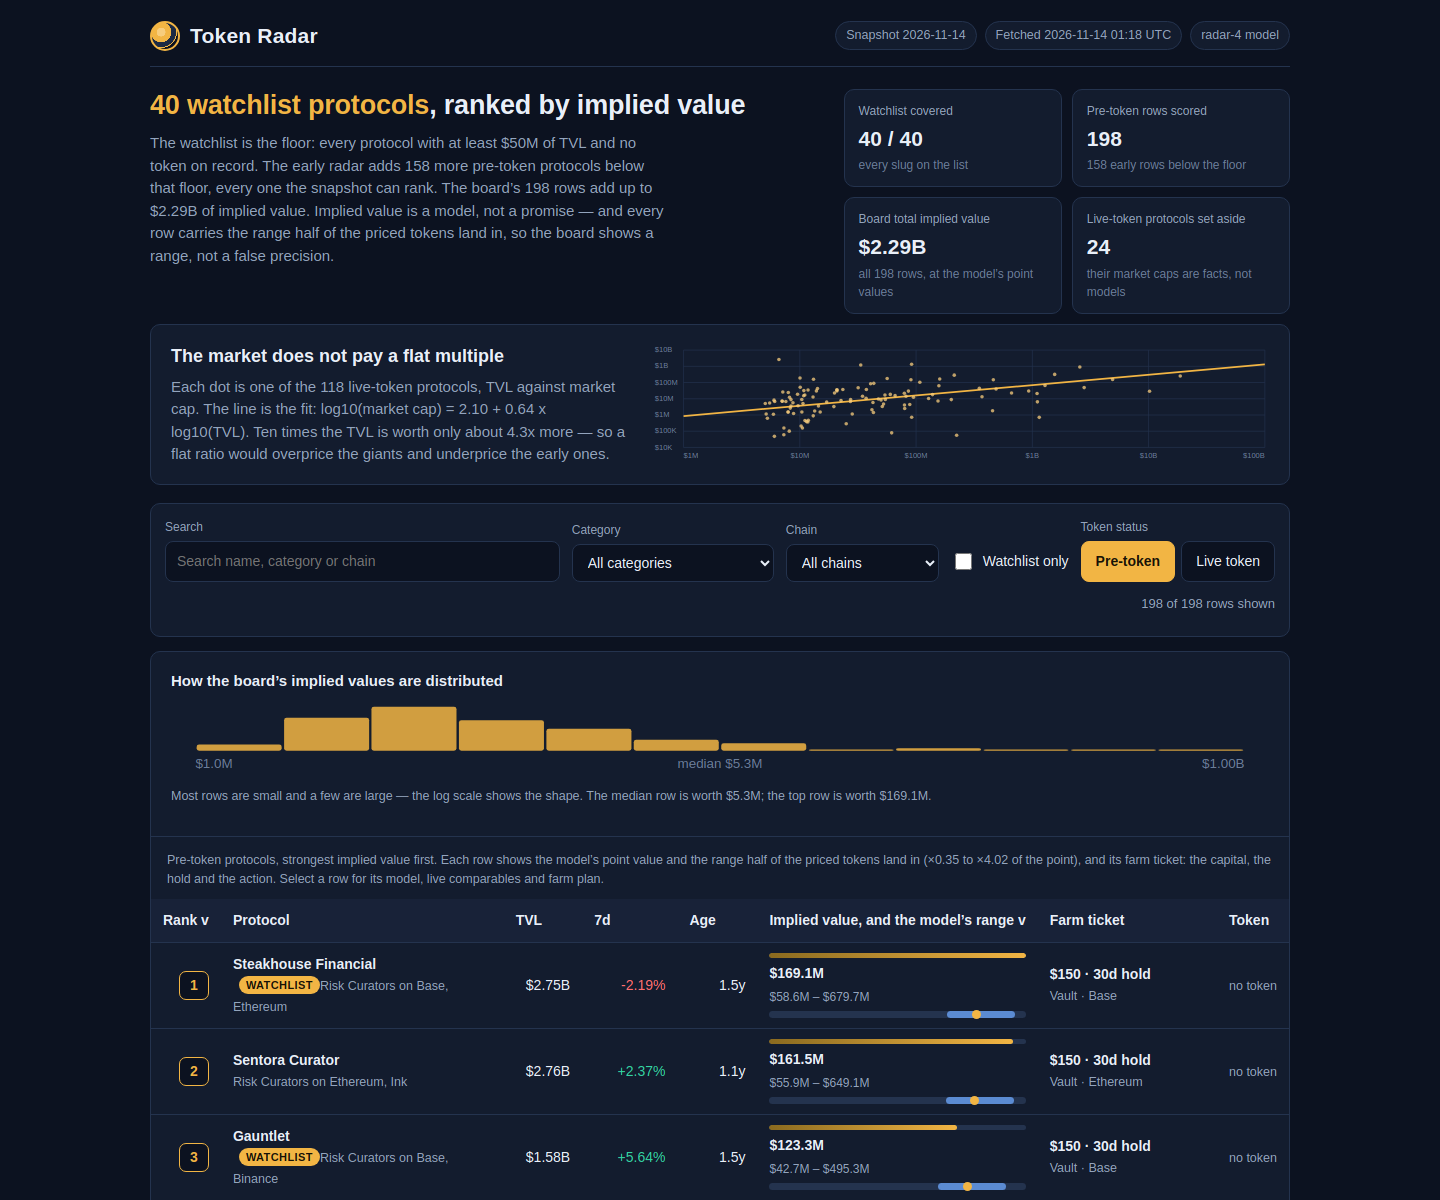 Token Radar
Snapshot 2026-11-14
Fetched 2026-11-14 01:18 UTC
radar-4 model
40 watchlist protocols, ranked by implied value
The watchlist is the floor: every protocol with at least $50M of TVL and no
token on record. The early radar adds 158 more pre-token protocols below
that floor, every one the snapshot can rank. The board’s 198 rows add up to
$2.29B of implied value. Implied value is a model, not a promise — and every
row carries the range half of the priced tokens land in, so the board shows a
range, not a false precision.
Watchlist covered
40 / 40
every slug on the list
Pre-token rows scored
198
158 early rows below the floor
Board total implied value
$2.29B
all 198 rows, at the model’s point
values
Live-token protocols set aside
24
their market caps are facts, not
models
The market does not pay a flat multiple
Each dot is one of the 118 live-token protocols, TVL against market
cap. The line is the fit: log10(market cap) = 2.10 + 0.64 x
log10(TVL). Ten times the TVL is worth only about 4.3x more — so a
flat ratio would overprice the giants and underprice the early ones.
$10B
$1B
$100M
$10M
$1M
$100K
$10K
$1M
$10M
$100M
$1B
$10B
$100B
Search
Search name, category or chain
Category
All categories
Chain
All chains
Watchlist only
Token status
Pre-token
Live token
198 of 198 rows shown
How the board’s implied values are distributed
$1.0M
median $5.3M
$1.00B
Most rows are small and a few are large — the log scale shows the shape. The median row is worth $5.3M; the top row is worth $169.1M.
Pre-token protocols, strongest implied value first. Each row shows the model’s point value and the range half of the priced tokens land in (×0.35 to ×4.02 of the point), and its farm ticket: the capital, the
hold and the action. Select a row for its model, live comparables and farm plan.
Rank v Protocol TVL 7d Age Implied value, and the model’s range v Farm ticket Token
1
Steakhouse Financial
WATCHLIST Risk Curators on Base,
Ethereum
$2.75B
-2.19%
1.5y
$169.1M
$58.6M – $679.7M
$150 · 30d hold
Vault · Base
no token
2
Sentora Curator
Risk Curators on Ethereum, Ink
$2.76B
+2.37%
1.1y
$161.5M
$55.9M – $649.1M
$150 · 30d hold
Vault · Ethereum
no token
3
Gauntlet
WATCHLIST Risk Curators on Base,
Binance
$1.58B
+5.64%
1.5y
$123.3M
$42.7M – $495.3M
$150 · 30d hold
Vault · Base
no token